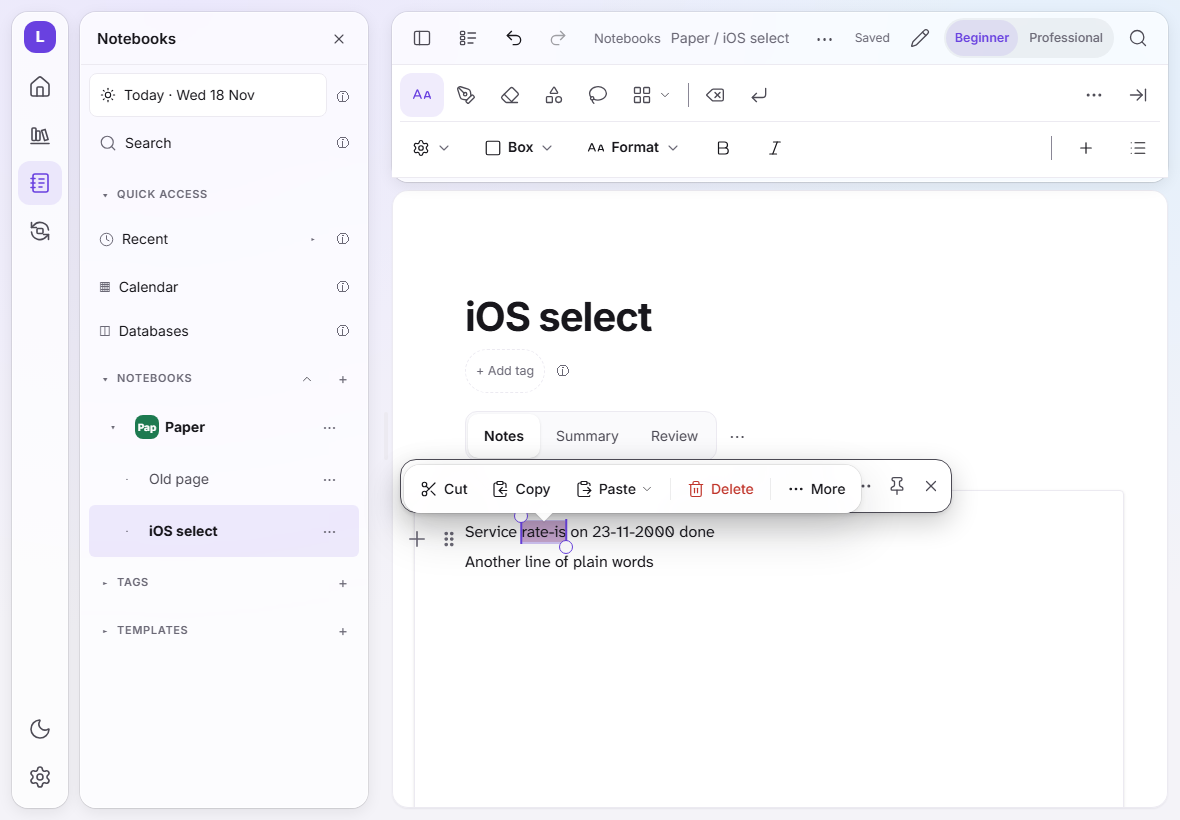 L
Notebooks
Today · Wed 18 Nov
Search
QUICK ACCESS
Recent
Calendar
Databases
NOTEBOOKS
Pap Paper
Old page
iOS select
TAGS
TEMPLATES
Notebooks Paper / iOS select
Saved
Beginner Professional
AA
Box
AA Format
B I
iOS select
+ Add tag
Notes Summary Review
Cut Copy Paste Delete More
Service rate-is on 23-11-2000 done
Another line of plain words